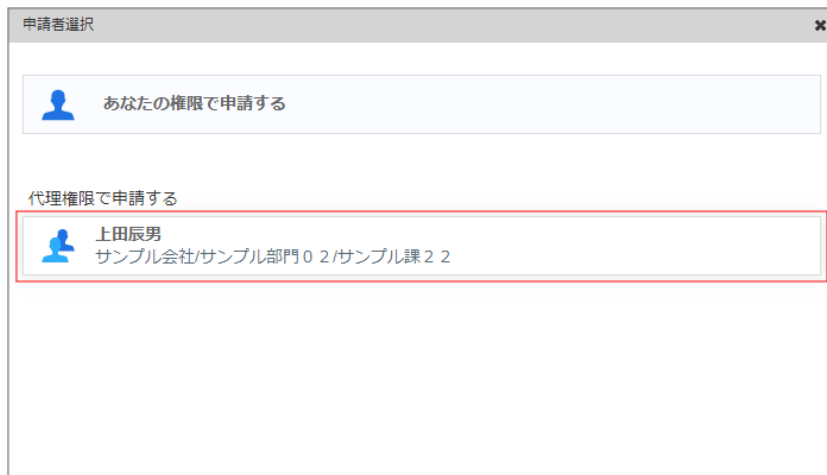 申請者選択
あなたの権限で申請する
代理権限で申請する
上田辰男
サンプル会社/サンプル部門０２/サンプル課２２